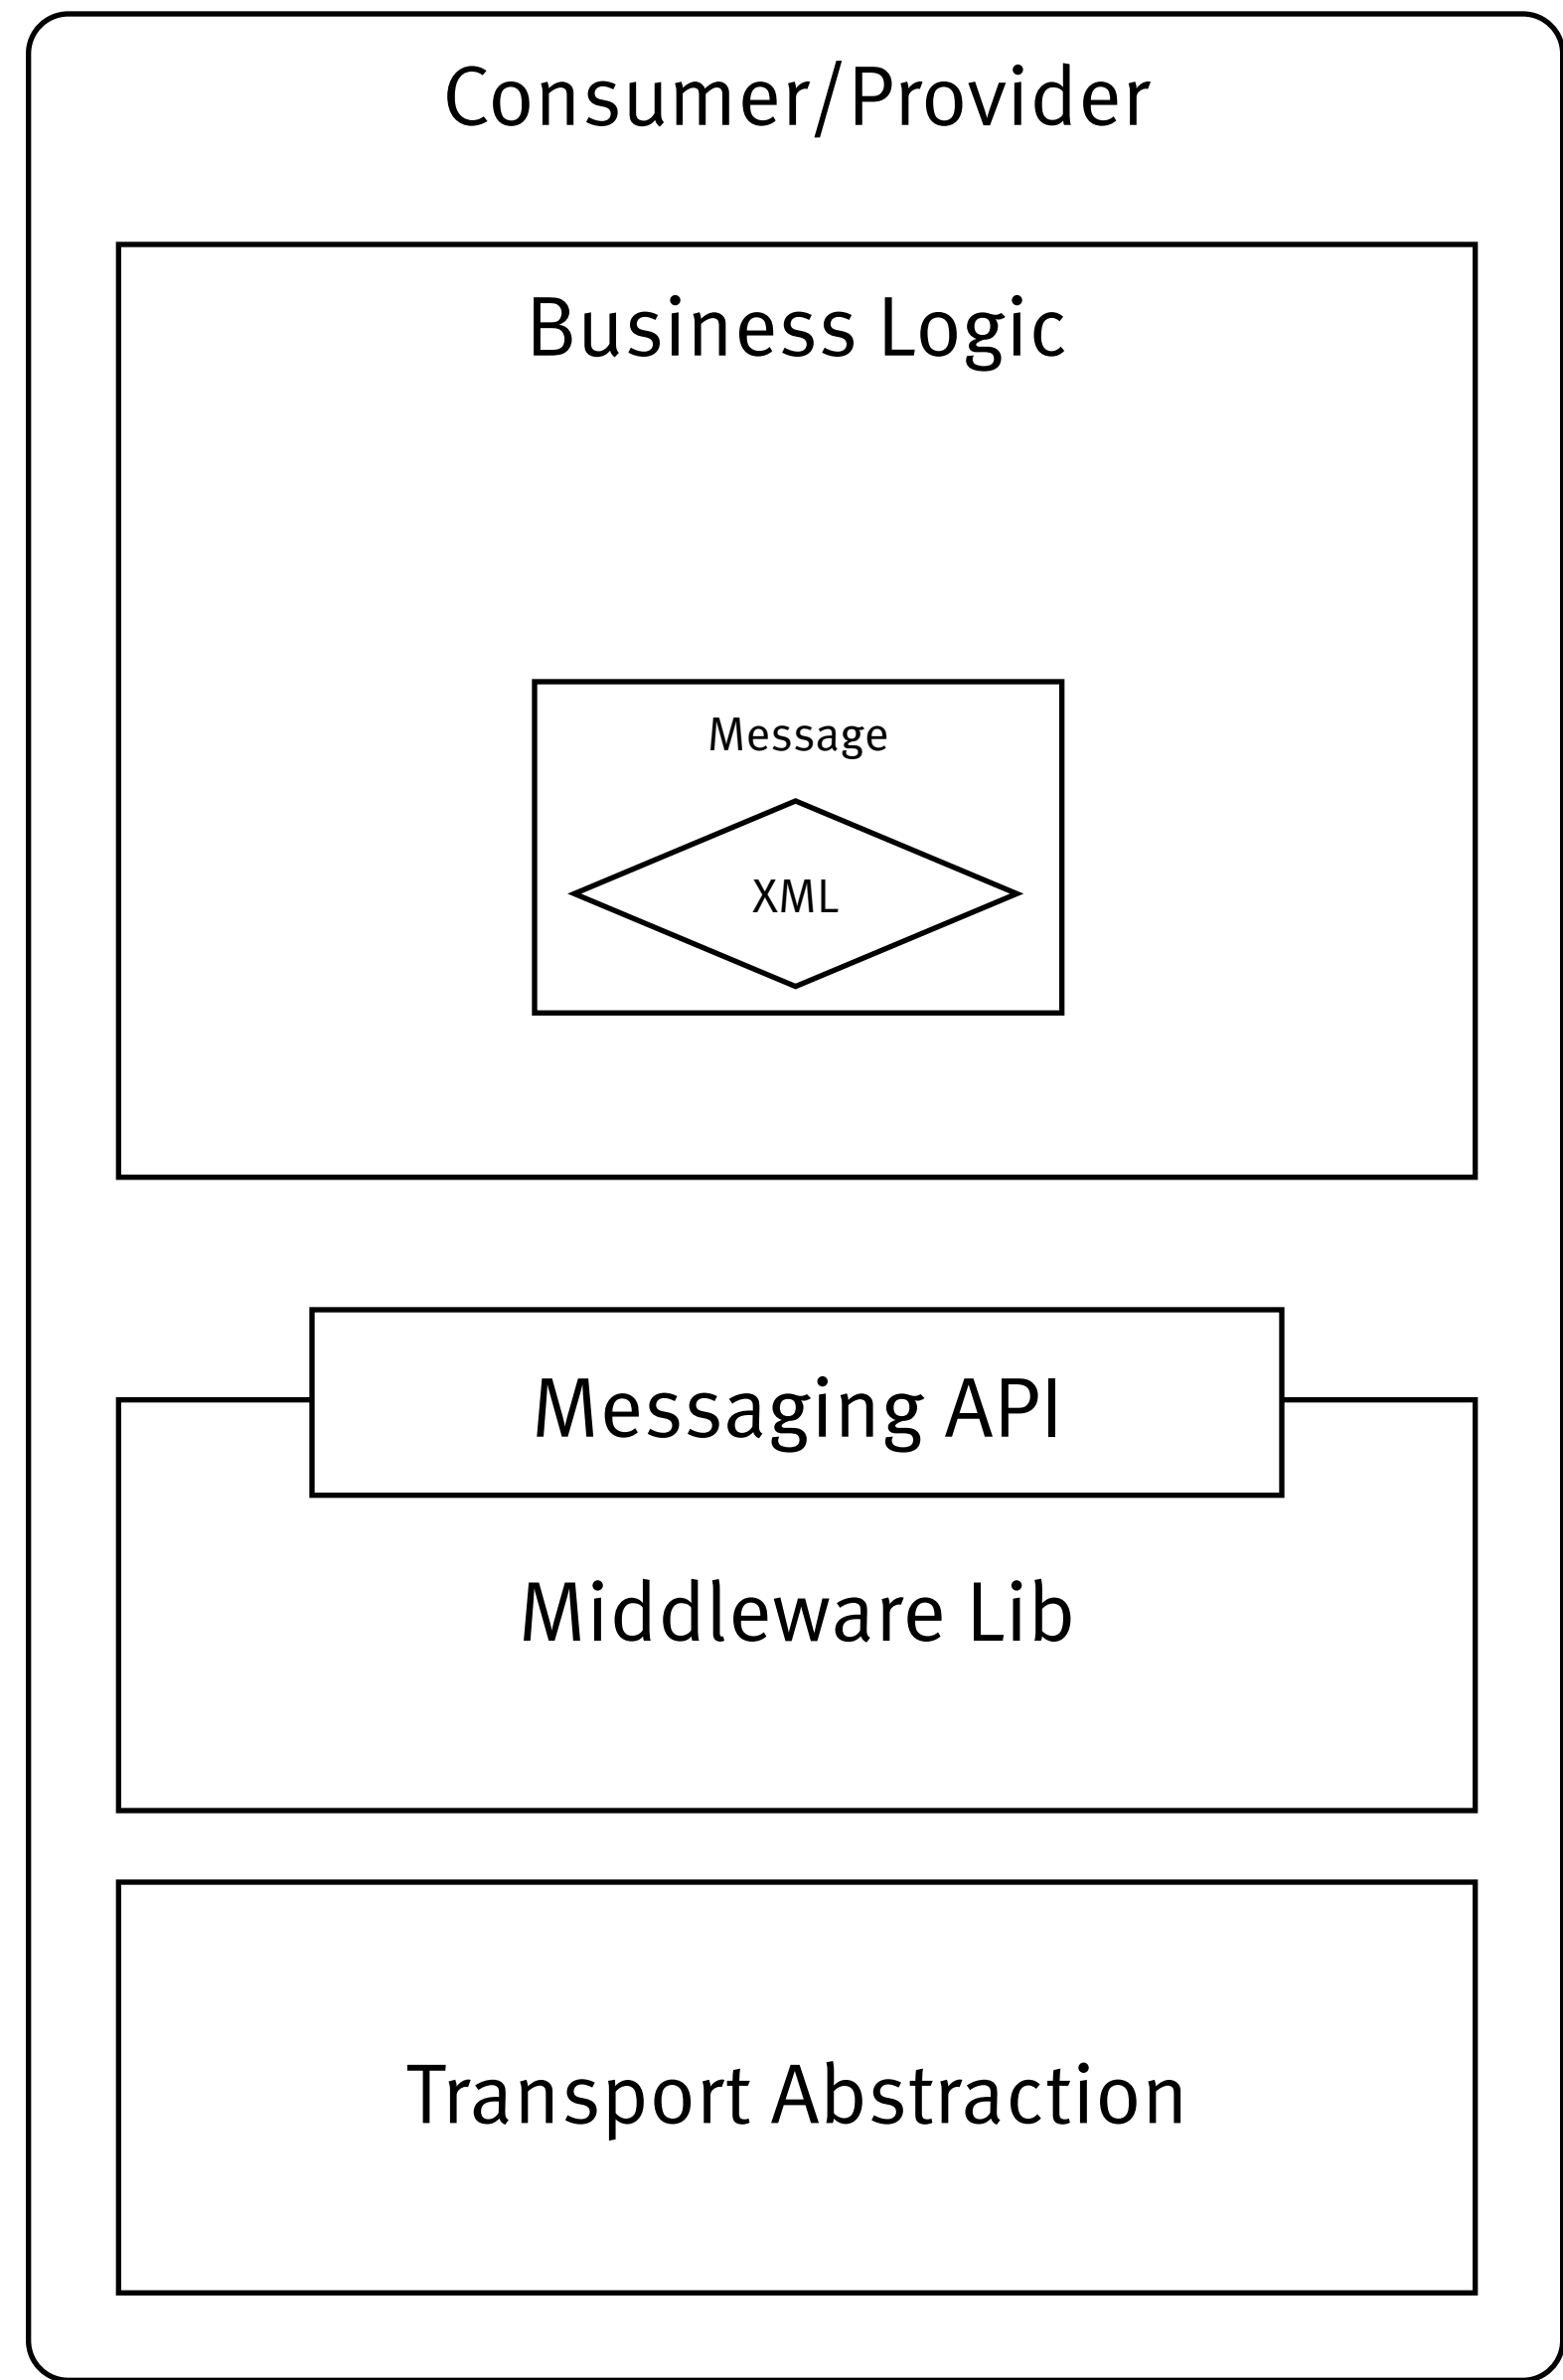 Consumer/Provider
Business Logic
Message
XML
Messaging API
Middleware Lib
Transport Abstraction